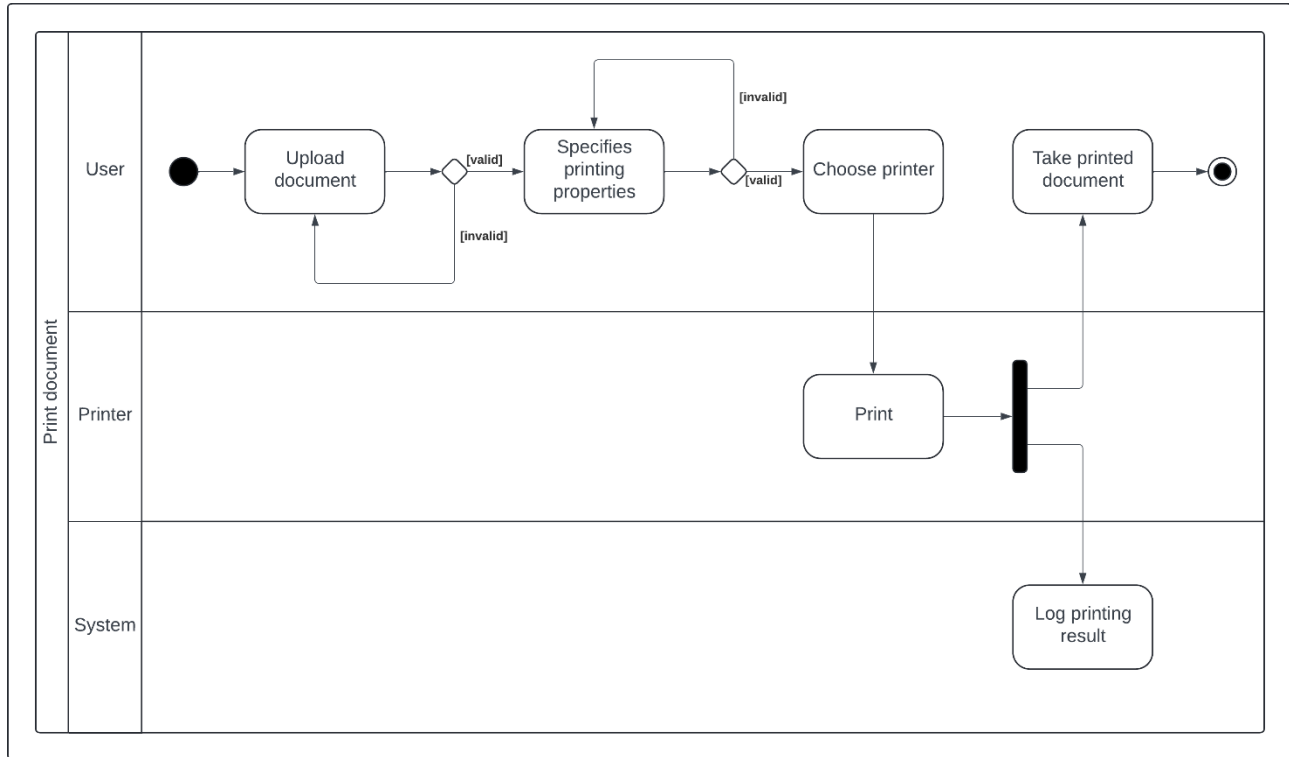 Print document
User
Upload
document
[valid]
[invalid]
Specifies
printing
properties
[invalid]
[valid]
Choose printer
Take printed
document
Printer
Print
System
Log printing
result